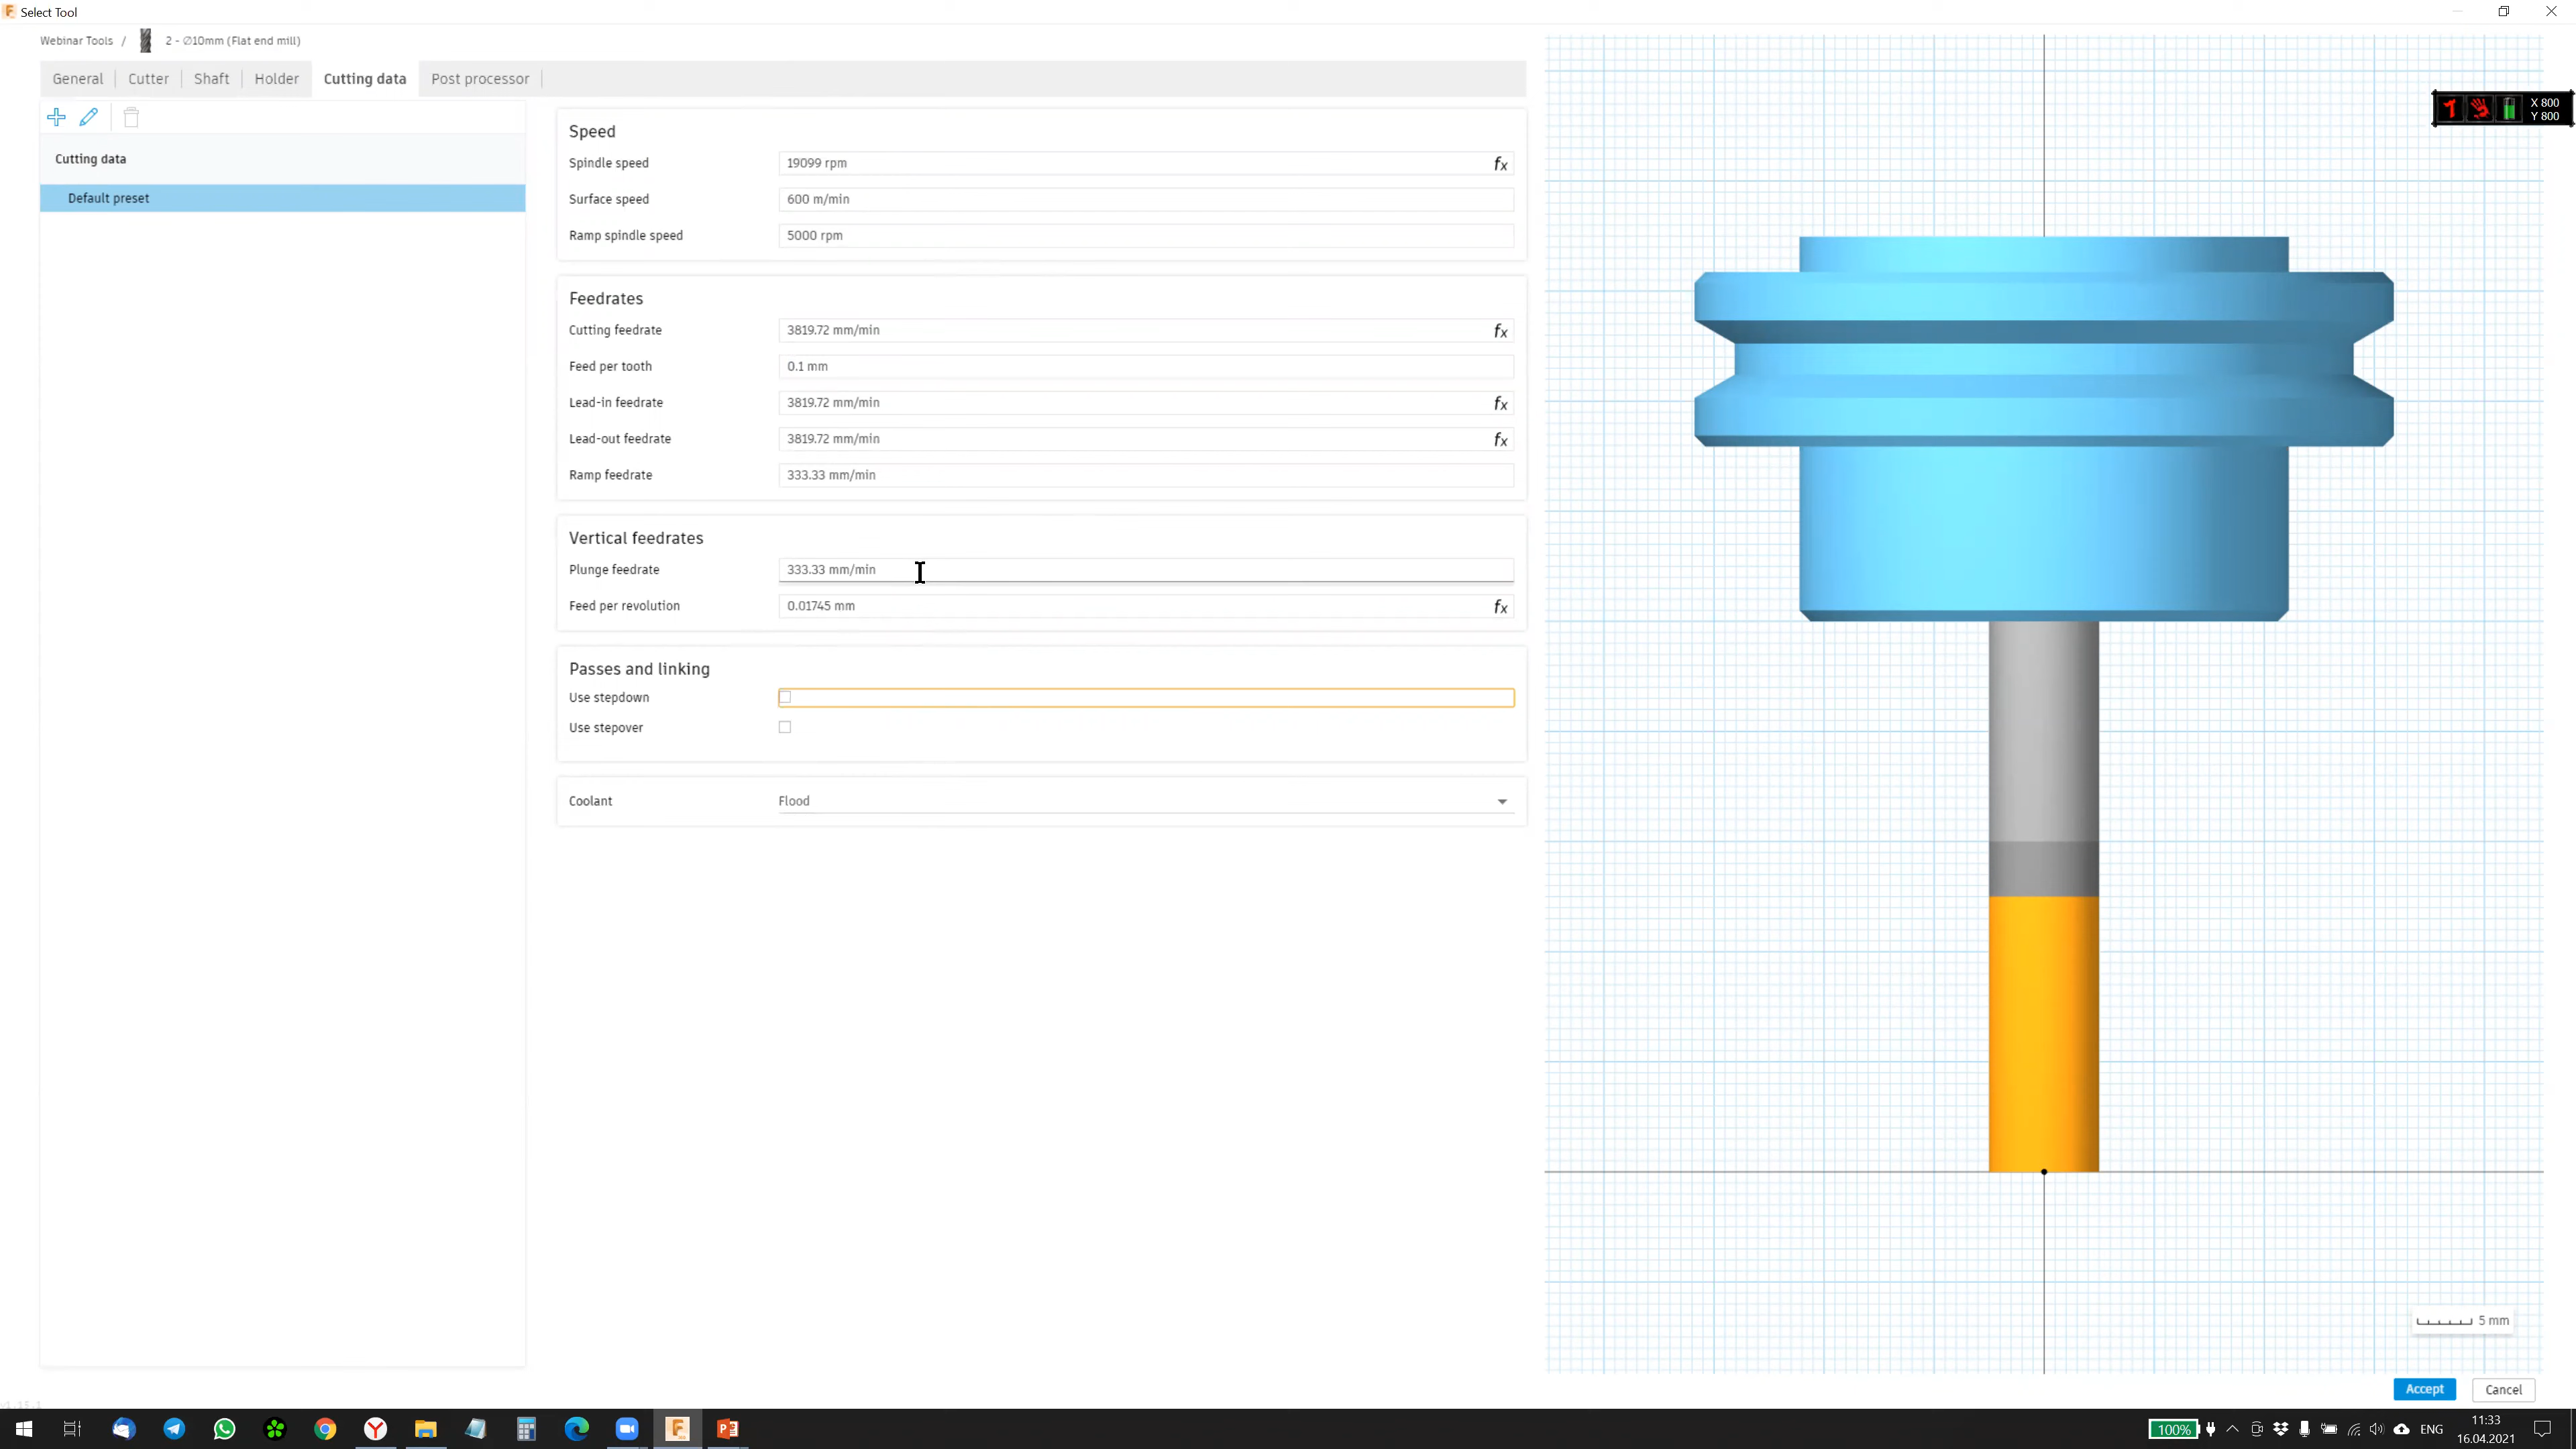 Select Tool
Webinar Tools / 2 - Ø10mm (Flat end mill)
General Cutter Shaft Holder Cutting data Post processor
Cutting data
Default preset
Speed
Spindle speed 19099 rpm fx
Surface speed 600 m/min
Ramp spindle speed 5000 rpm
Feedrates
Cutting feedrate 3819.72 mm/min fx
Feed per tooth 0.1 mm
Lead-in feedrate 3819.72 mm/min fx
Lead-out feedrate 3819.72 mm/min fx
Ramp feedrate 333.33 mm/min
Vertical feedrates
Plunge feedrate 333.33 mm/min
Feed per revolution 0.01745 mm fx
Passes and linking
Use stepdown
Use stepover
Coolant Flood
X 800
Y 800
5 mm
Accept Cancel
100% ENG
11:33
16.04.2021